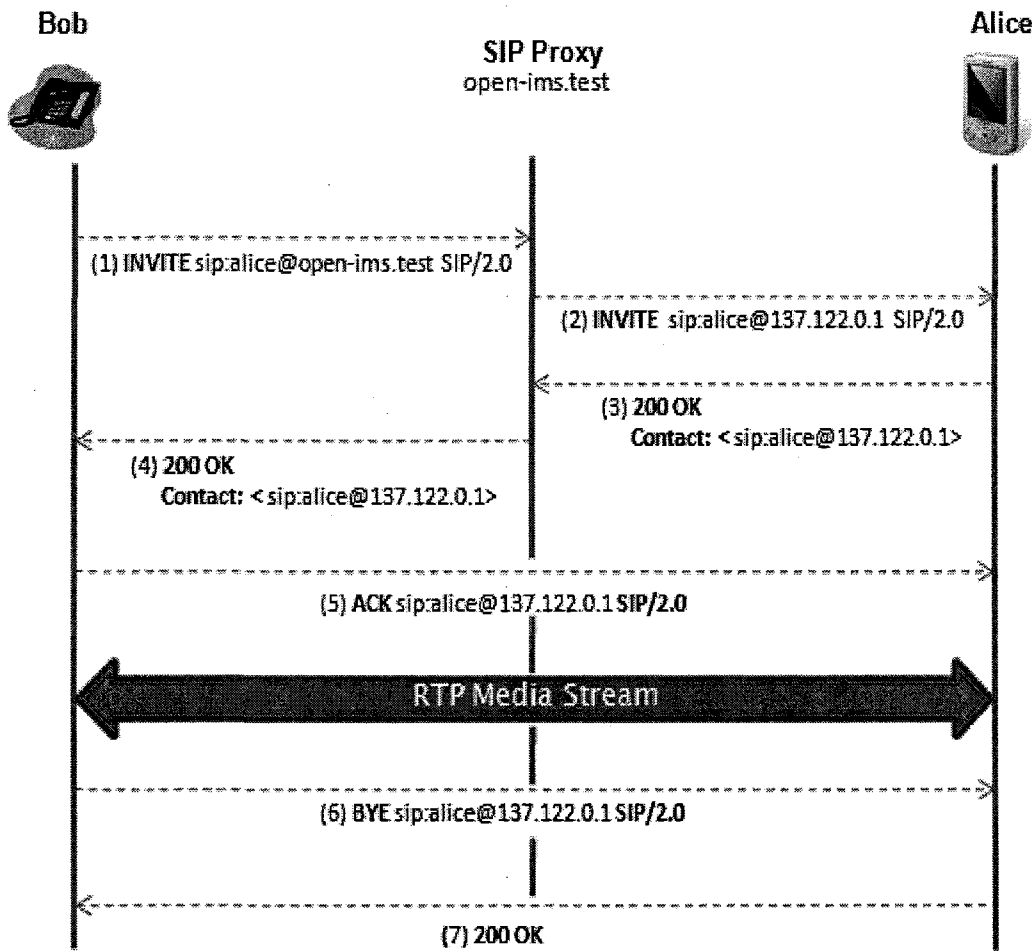 Bob
Alice
SIP Proxy
open-ims.test
(1) INVITE sip:alice@open-ims.test SIP/2.0
(2) INVITE sip:alice@137.122.0.1 SIP/2.0
(3) 200 OK
Contact: <sip:alice@137.122.0.1>
(4) 200 OK
Contact: <sip:alice@137.122.0.1>
(5) ACK sip:alice@137.122.0.1 SIP/2.0
RTP Media Stream
(6) BYE sip:alice@137.122.0.1 SIP/2.0
(7) 200 OK